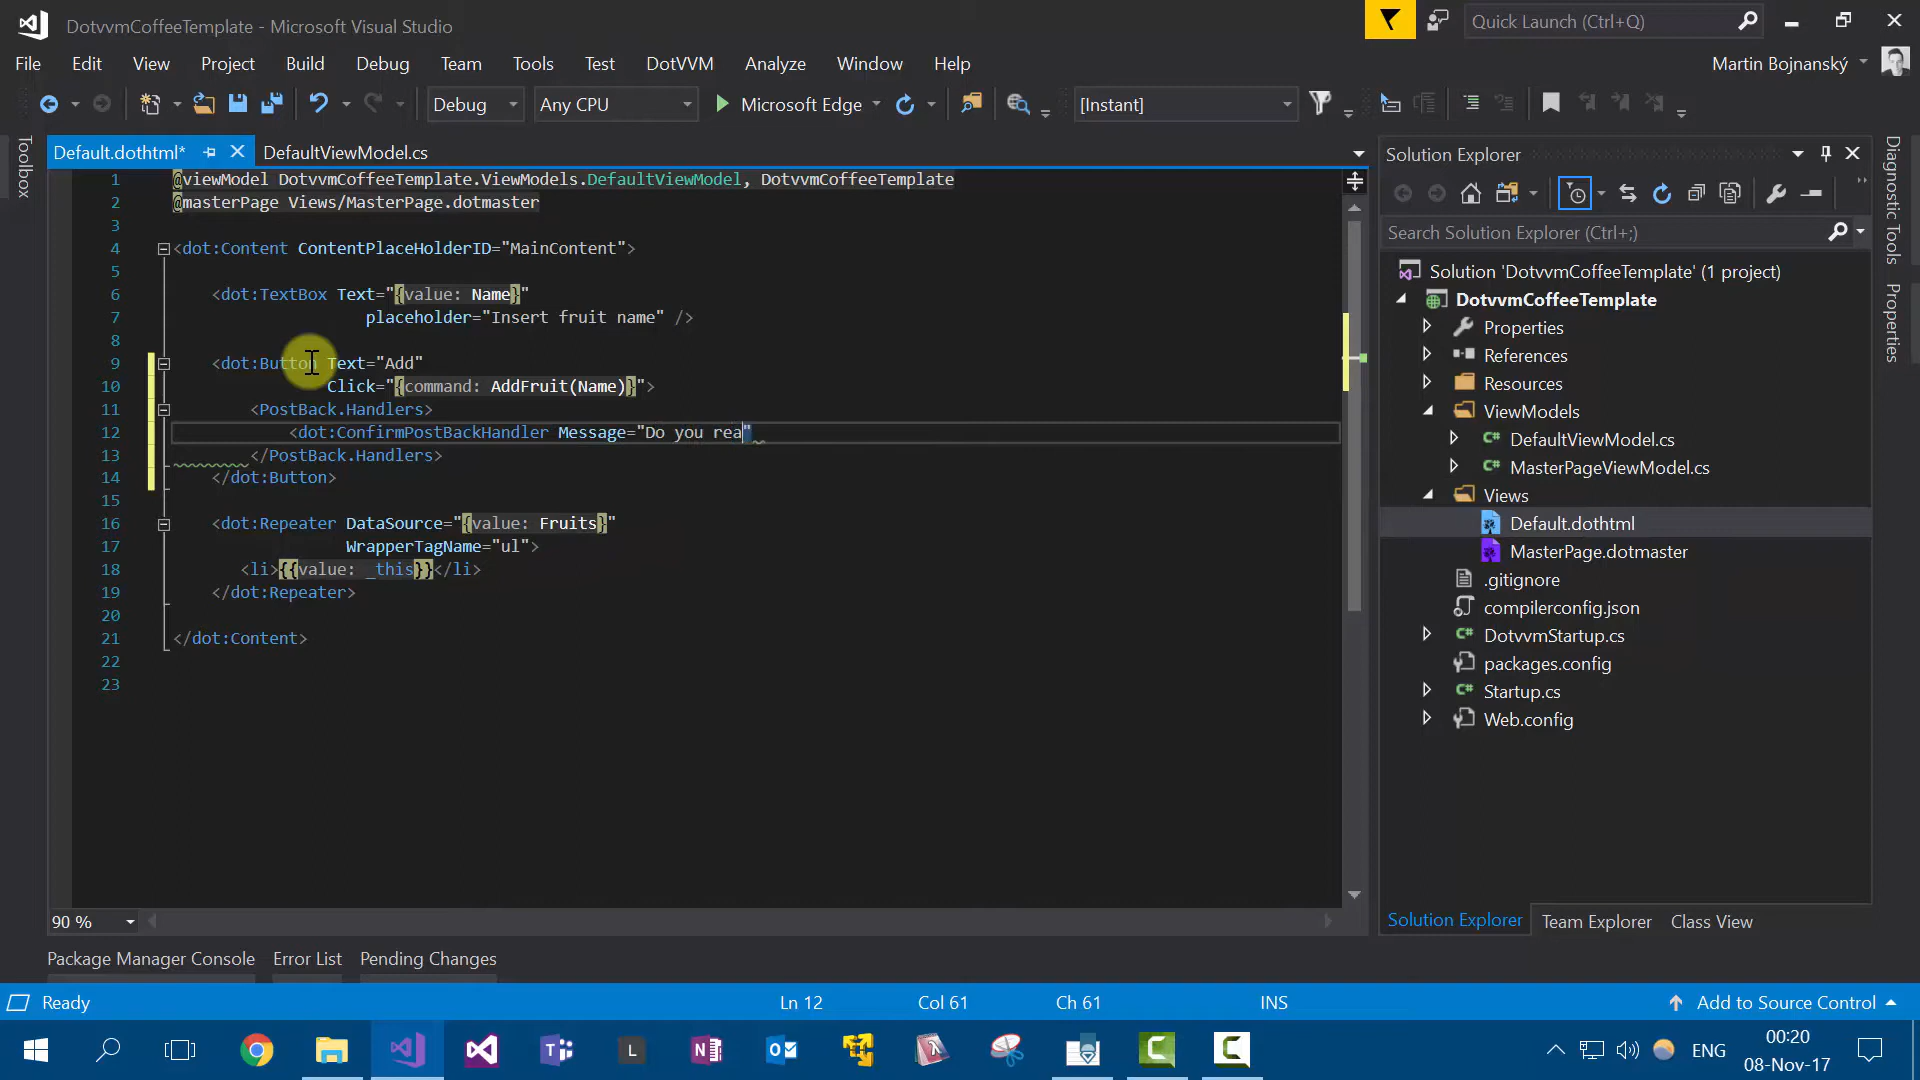 DotvvmCoffeeTemplate - Microsoft Visual Studio
Quick Launch (Ctrl+Q)
File Edit View Project Build Debug Team Tools Test DotVVM Analyze Window Help
Martin Bojnanský
Debug Any CPU Microsoft Edge [Instant]
Toolbox
Default.dothtml* DefaultViewModel.cs
1 @viewModel DotvvmCoffeeTemplate.ViewModels.DefaultViewModel, DotvvmCoffeeTemplate
2 @masterPage Views/MasterPage.dotmaster
3
4 <dot:Content ContentPlaceHolderID="MainContent">
5
6 <dot:TextBox Text="{value: Name}"
7 placeholder="Insert fruit name" />
8
9 <dot:Button Text="Add"
10 Click="{command: AddFruit(Name)}">
11 <PostBack.Handlers>
12 <dot:ConfirmPostBackHandler Message="Do you rea"
13 </PostBack.Handlers>
14 </dot:Button>
15
16 <dot:Repeater DataSource="{value: Fruits}"
17 WrapperTagName="ul">
18 <li>{{value: _this}}</li>
19 </dot:Repeater>
20
21 </dot:Content>
22
23
90 %
Solution Explorer
Search Solution Explorer (Ctrl+;)
Solution 'DotvvmCoffeeTemplate' (1 project)
DotvvmCoffeeTemplate
Properties
References
Resources
ViewModels
C# DefaultViewModel.cs
C# MasterPageViewModel.cs
Views
Default.dothtml
MasterPage.dotmaster
.gitignore
compilerconfig.json
C# DotvvmStartup.cs
packages.config
C# Startup.cs
Web.config
Solution Explorer Team Explorer Class View
Diagnostic Tools
Properties
Package Manager Console Error List Pending Changes
Ready Ln 12 Col 61 Ch 61 INS Add to Source Control
L
ENG
00:20
08-Nov-17